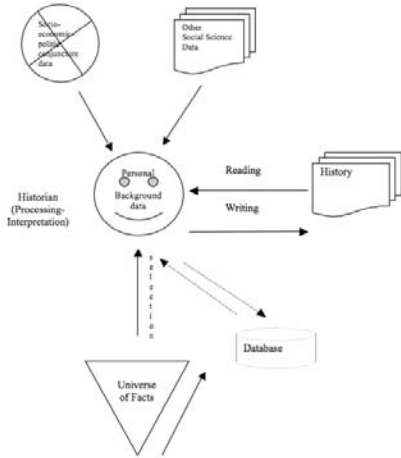 Socio-
economic-
politic
conjuncture
data
Other
Social Science
Data
Personal
Background
data
Reading
Writing
History
Historian
(Processing-
Interpretation)
selection
Database
Universe
of Facts